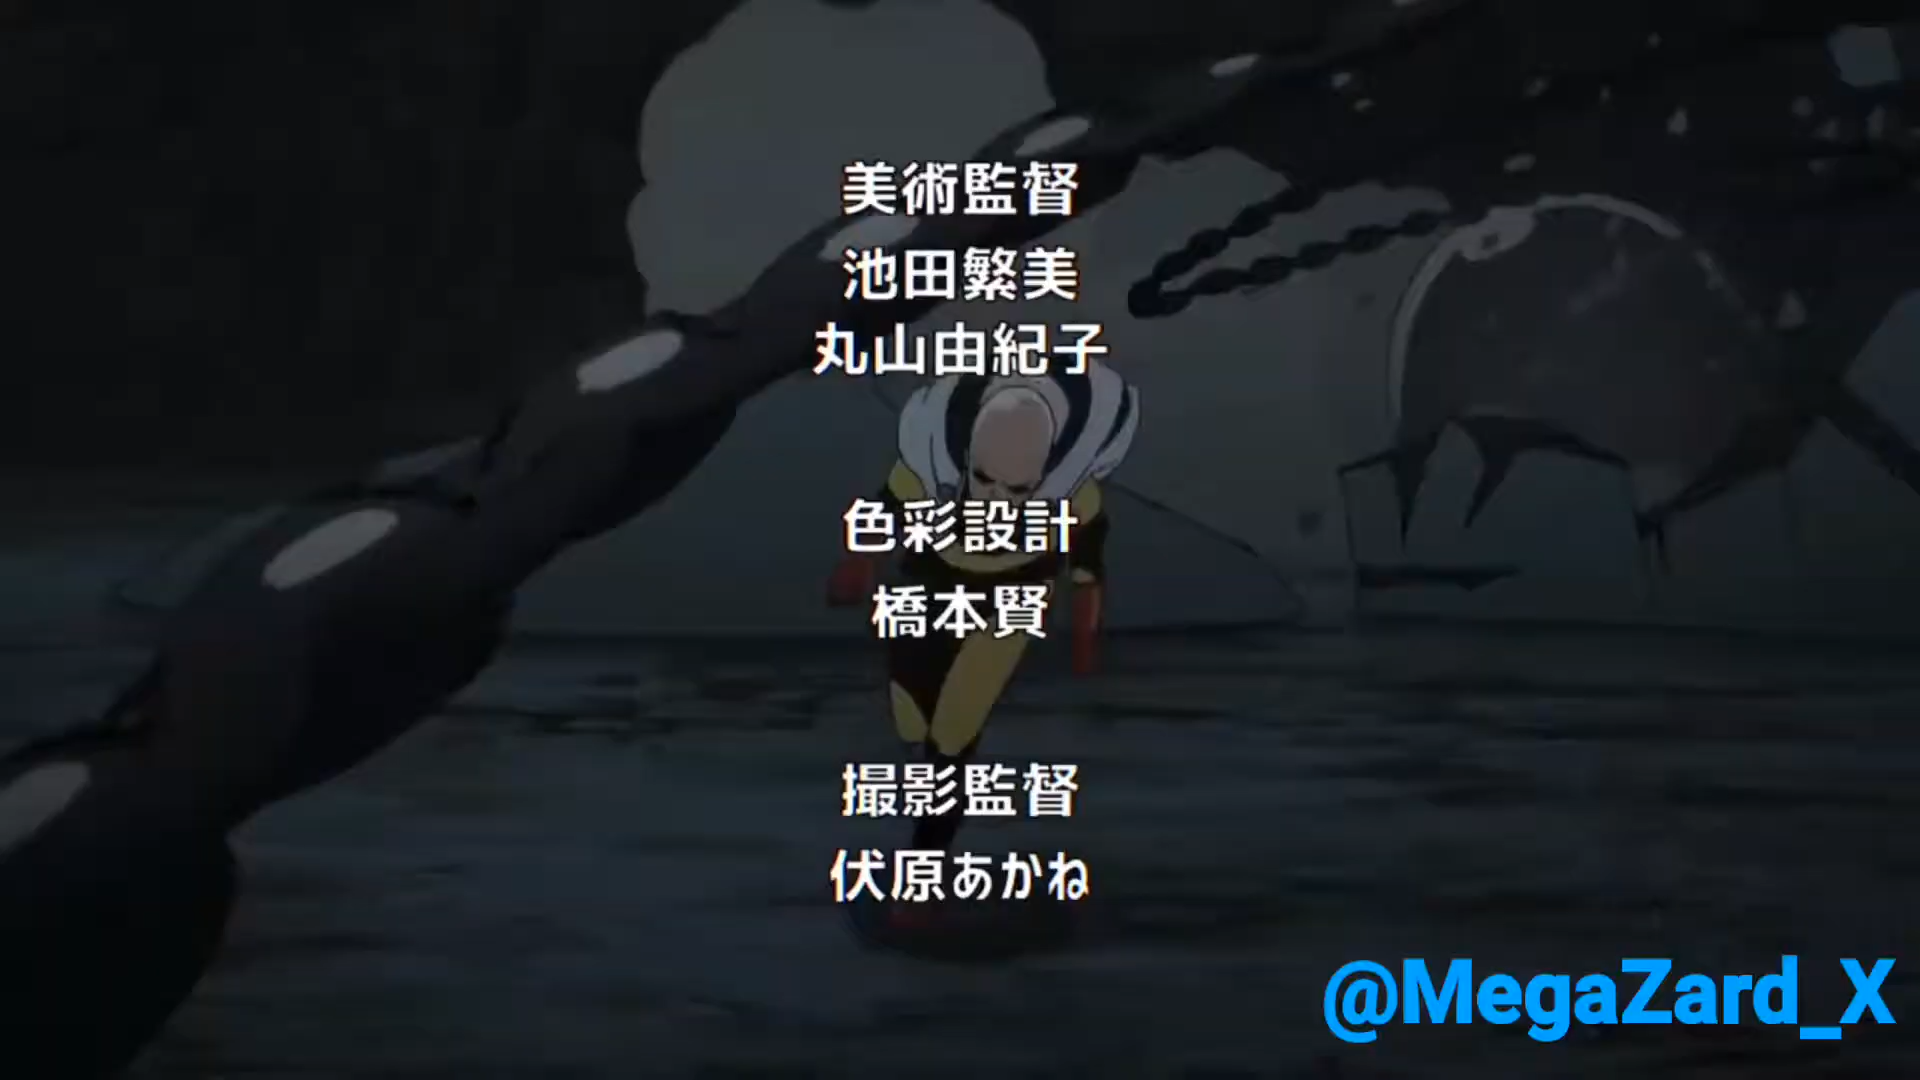 美術監督
池田繁美
丸山由紀子
色彩設計
橋本賢
撮影監督
伏原あかね
@MegaZard_X